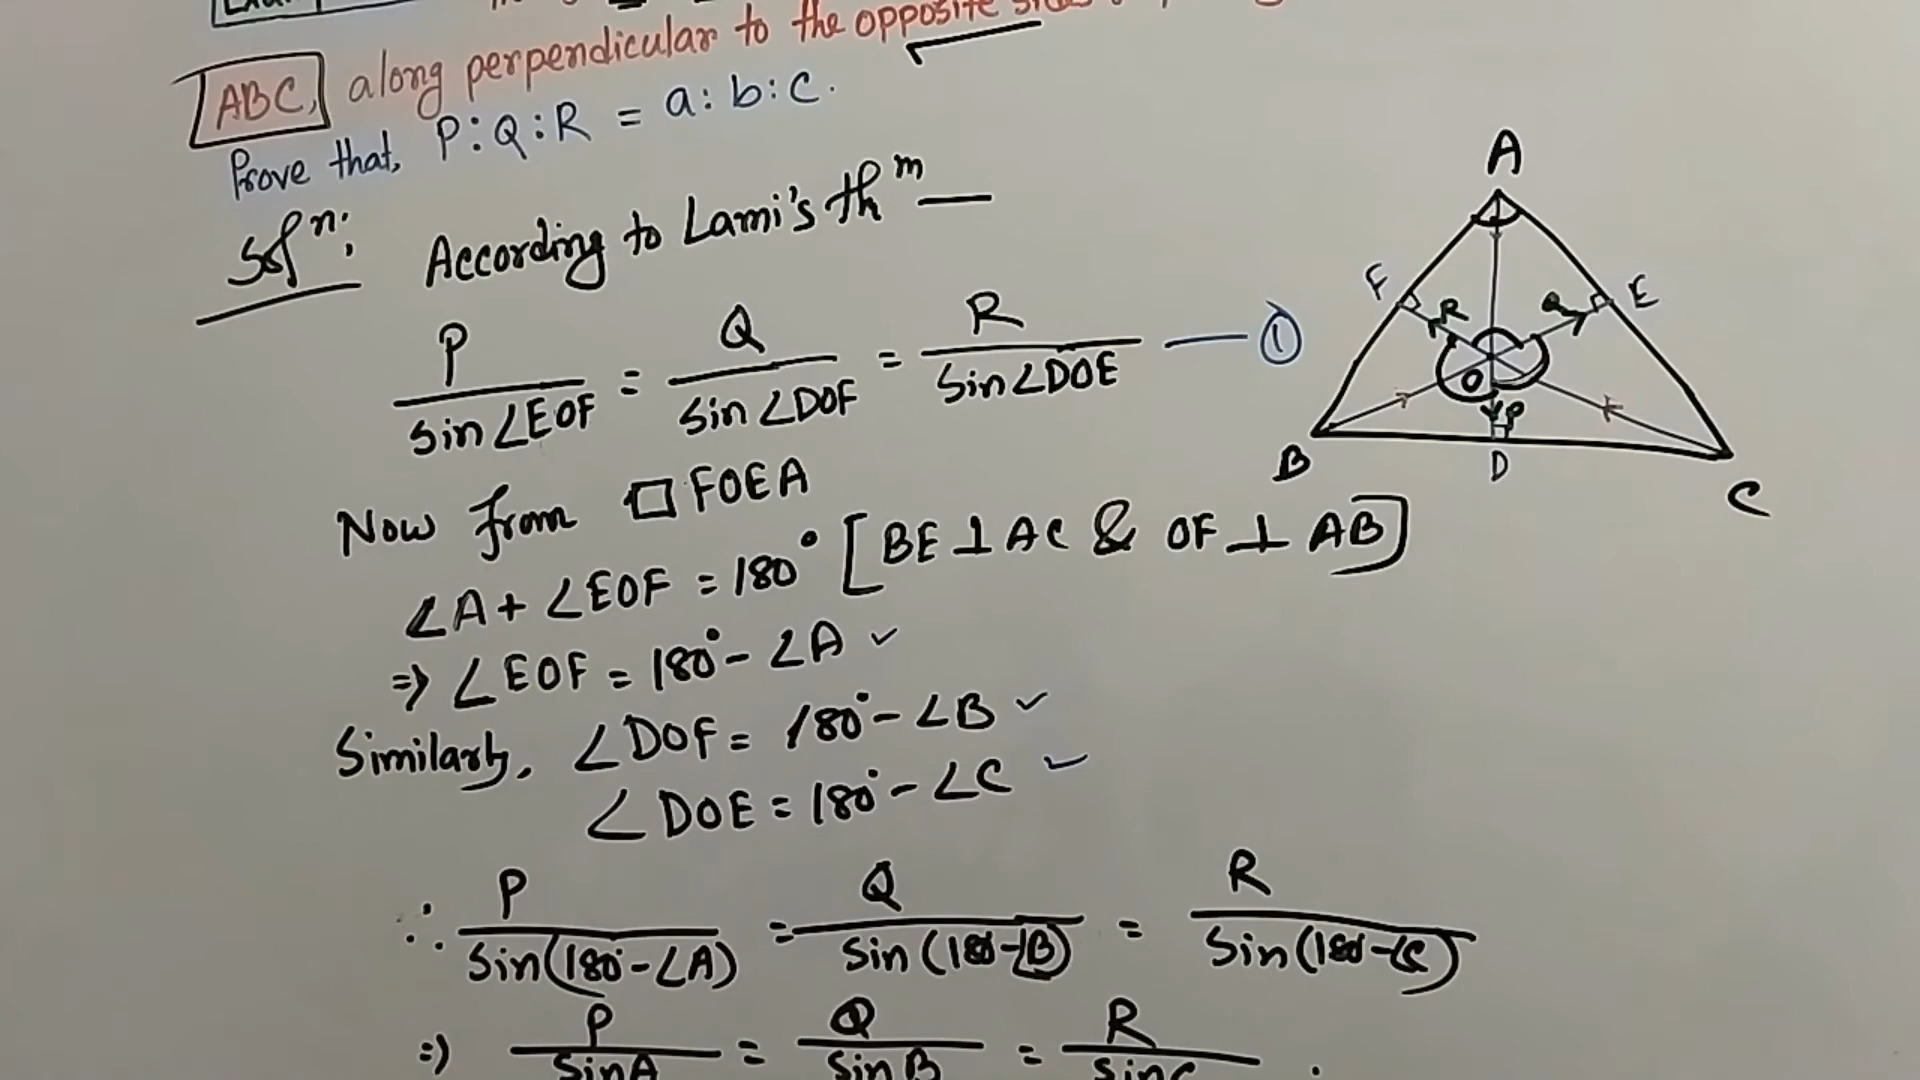 ABC, along perpendicular to the opposite
Prove that, P:Q:R = a:b:c.
Solⁿ: According to Lami's thᵐ —
P/Sin∠EOF = Q/Sin∠DOF = R/Sin∠DOE — ①
Now from □ FOEA
∠A + ∠EOF = 180° [BE ⊥ AC & OF ⊥ AB]
⇒ ∠EOF = 180° - ∠A ✓
Similarly, ∠DOF = 180° - ∠B ✓
∠DOE = 180° - ∠C ✓
∴ P/Sin(180° - ∠A) = Q/Sin(180° - ∠B) = R/Sin(180° - ∠C)
⇒ P/SinA = Q/SinB = R/SinC .
A
F
R
Q
E
O
P
B
D
C